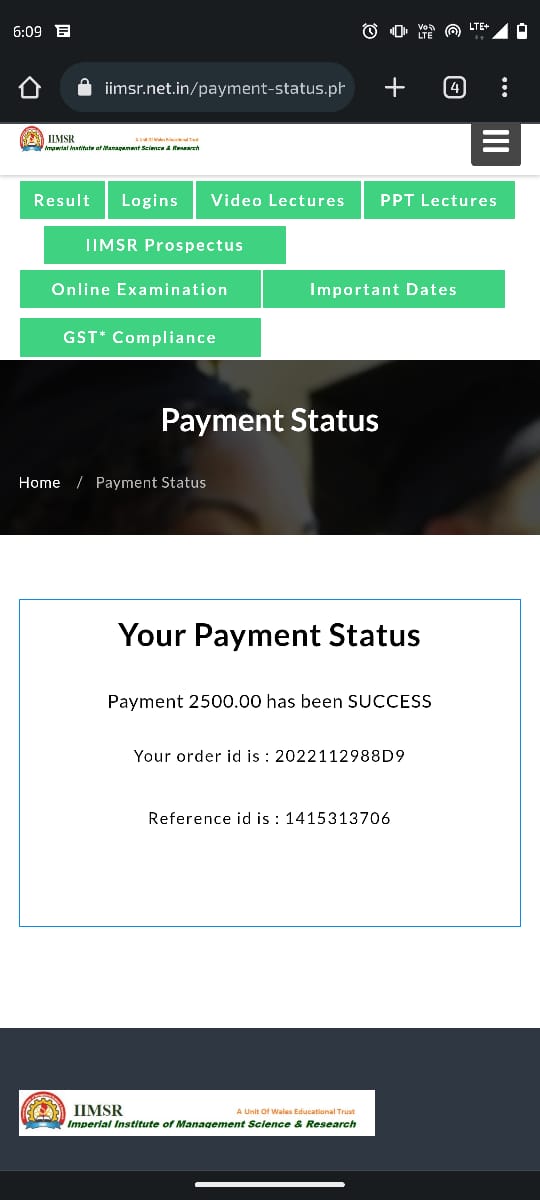 6:09
Vo)) LTE LTE+
iimsr.net.in/payment-status.ph
4
IIMSR
A Unit Of Wales Educational Trust
Imperial Institute of Management Science & Research
Result Logins Video Lectures PPT Lectures
IIMSR Prospectus
Online Examination Important Dates
GST* Compliance
Payment Status
Home / Payment Status
Your Payment Status
Payment 2500.00 has been SUCCESS
Your order id is : 2022112988D9
Reference id is : 1415313706
IIMSR
A Unit Of Wales Educational Trust
Imperial Institute of Management Science & Research